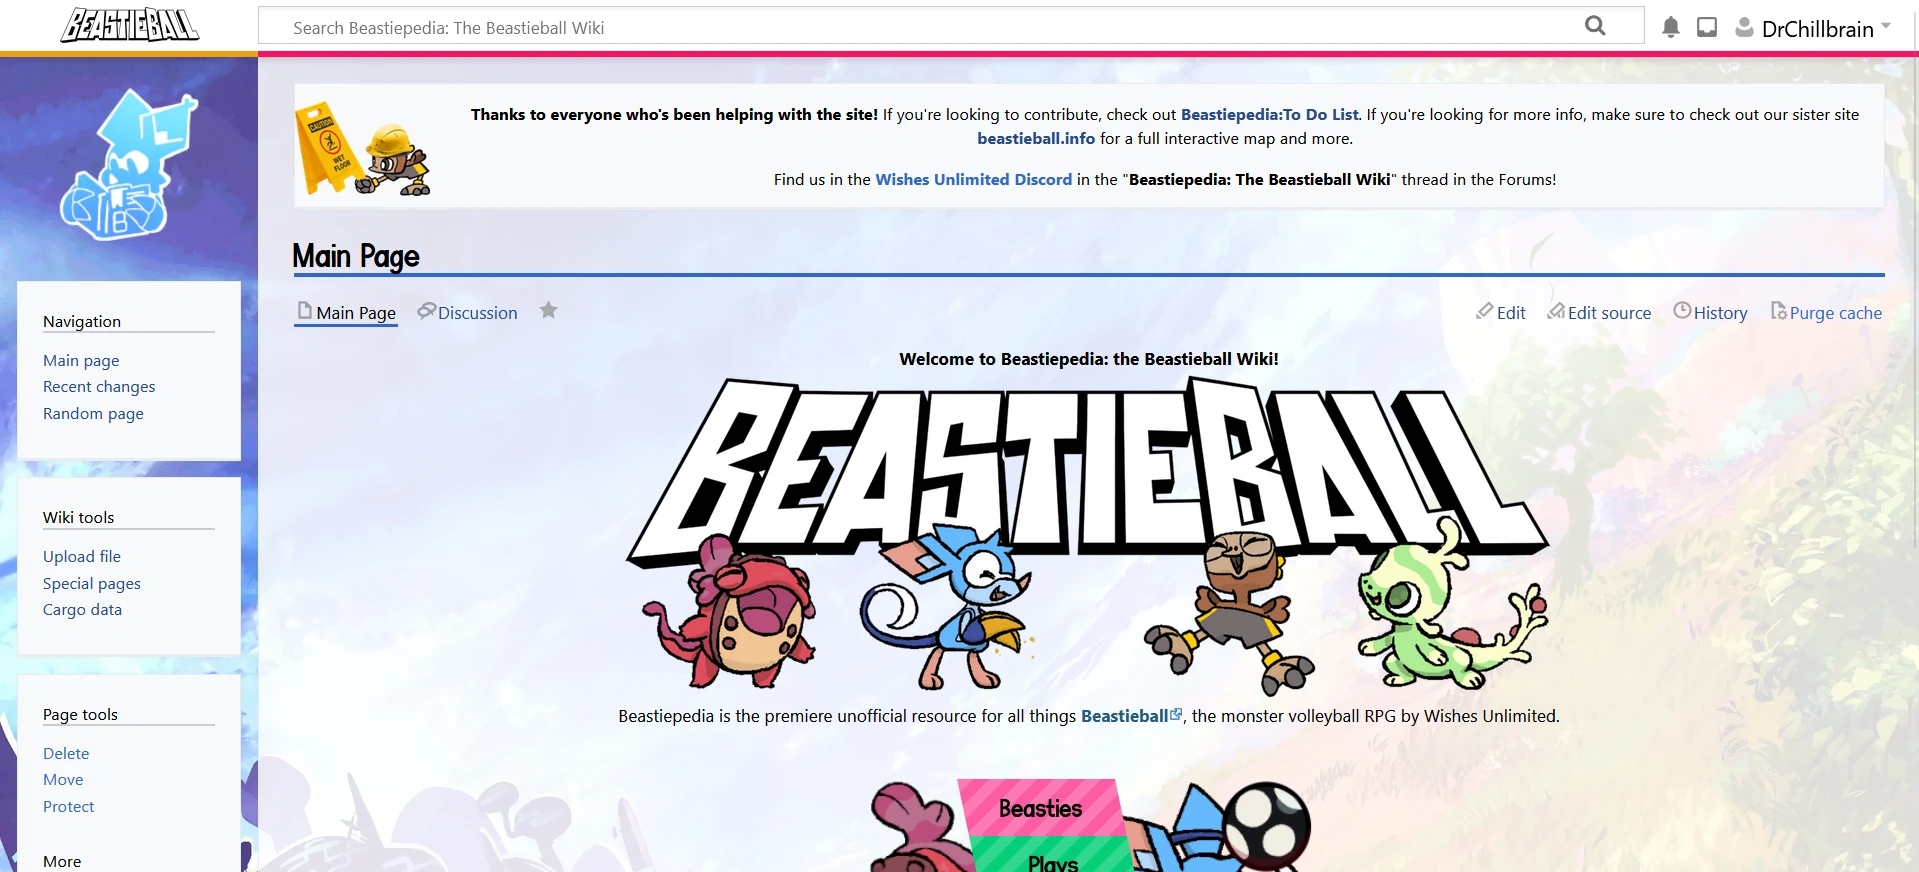 BEASTIEBALL
Search Beastiepedia: The Beastieball Wiki
DrChillbrain
CAUTION
WET
FLOOR
Thanks to everyone who's been helping with the site! If you're looking to contribute, check out Beastiepedia:To Do List. If you're looking for more info, make sure to check out our sister site
beastieball.info for a full interactive map and more.
Find us in the Wishes Unlimited Discord in the "Beastiepedia: The Beastieball Wiki" thread in the Forums!
Main Page
Main Page
Discussion
Edit
Edit source
History
Purge cache
Navigation
Main page
Recent changes
Random page
Wiki tools
Upload file
Special pages
Cargo data
Page tools
Delete
Move
Protect
More
Welcome to Beastiepedia: the Beastieball Wiki!
BEASTIEBALL
Beastiepedia is the premiere unofficial resource for all things Beastieball, the monster volleyball RPG by Wishes Unlimited.
Beasties
Plays